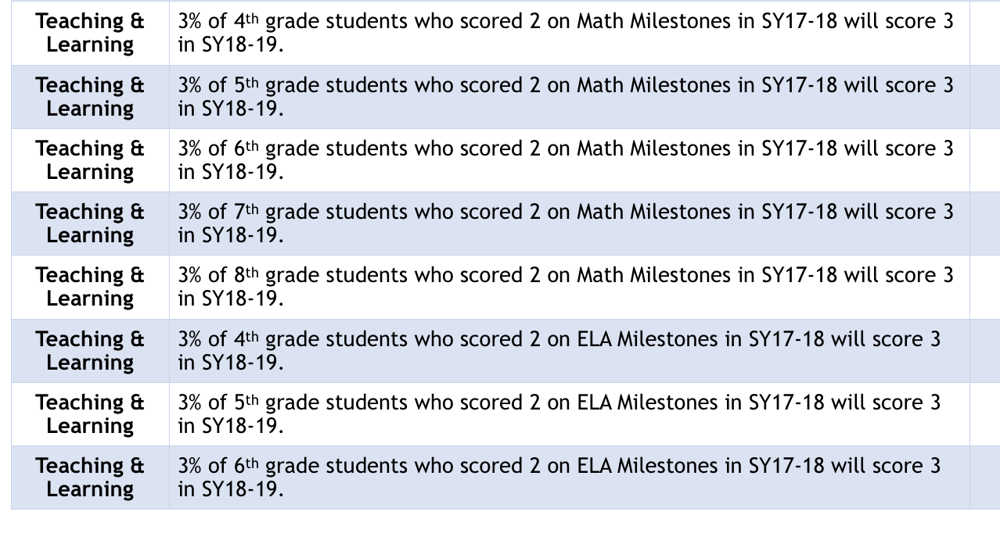 Teaching & Learning 3% of 4th grade students who scored 2 on Math Milestones in SY17-18 will score 3
in SY18-19.
Teaching & Learning 3% of 5th grade students who scored 2 on Math Milestones in SY17-18 will score 3
in SY18-19.
Teaching & Learning 3% of 6th grade students who scored 2 on Math Milestones in SY17-18 will score 3
in SY18-19.
Teaching & Learning 3% of 7th grade students who scored 2 on Math Milestones in SY17-18 will score 3
in SY18-19.
Teaching & Learning 3% of 8th grade students who scored 2 on Math Milestones in SY17-18 will score 3
in SY18-19.
Teaching & Learning 3% of 4th grade students who scored 2 on ELA Milestones in SY17-18 will score 3
in SY18-19.
Teaching & Learning 3% of 5th grade students who scored 2 on ELA Milestones in SY17-18 will score 3
in SY18-19.
Teaching & Learning 3% of 6th grade students who scored 2 on ELA Milestones in SY17-18 will score 3
in SY18-19.